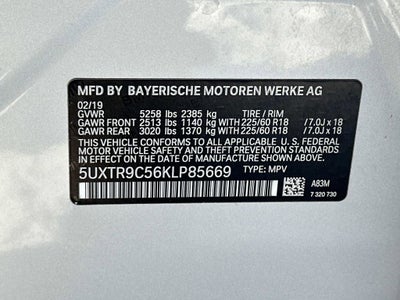 MFD BY BAYERISCHE MOTOREN WERKE AG
02/19
GVWR 5258 lbs 2385 kg TIRE / RIM
GAWR FRONT 2513 lbs 1140 kg WITH 225/60 R18 /7.0J x 18
GAWR REAR 3020 lbs 1370 kg WITH 225/60 R18 /7.0J x 18
THIS VEHICLE CONFORMS TO ALL APPLICABLE U.S. FEDERAL
MOTOR VEHICLE SAFETY, BUMPER, AND THEFT PREVENTION
STANDARDS IN EFFECT ON THE DATE OF MANUFACTURE SHOWN ABOVE.
5UXTR9C56KLP85669 TYPE: MPV
A83M
7 320 730